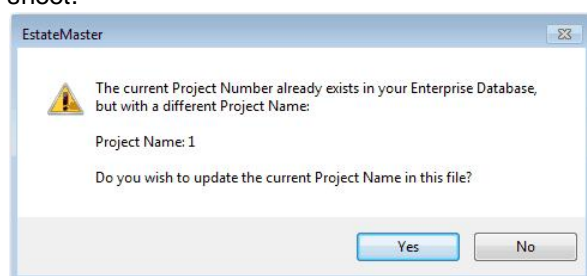 sheet.
EstateMaster
The current Project Number already exists in your Enterprise Database,
but with a different Project Name:
Project Name: 1
Do you wish to update the current Project Name in this file?
Yes No